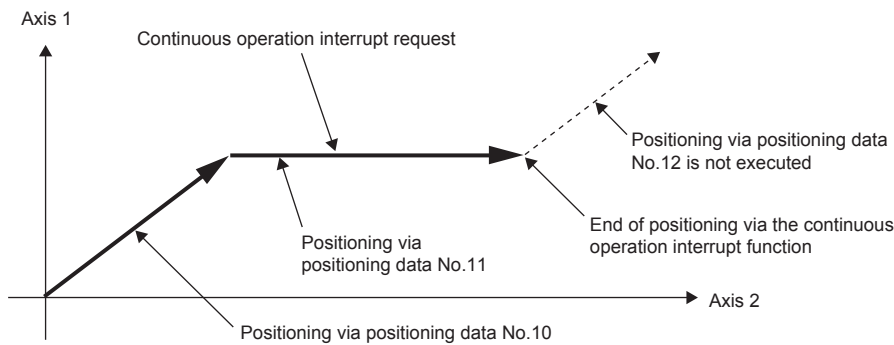 Axis 1
Continuous operation interrupt request
Positioning via positioning data
No.12 is not executed
Positioning via
positioning data No.11
End of positioning via the continuous
operation interrupt function
Axis 2
Positioning via positioning data No.10